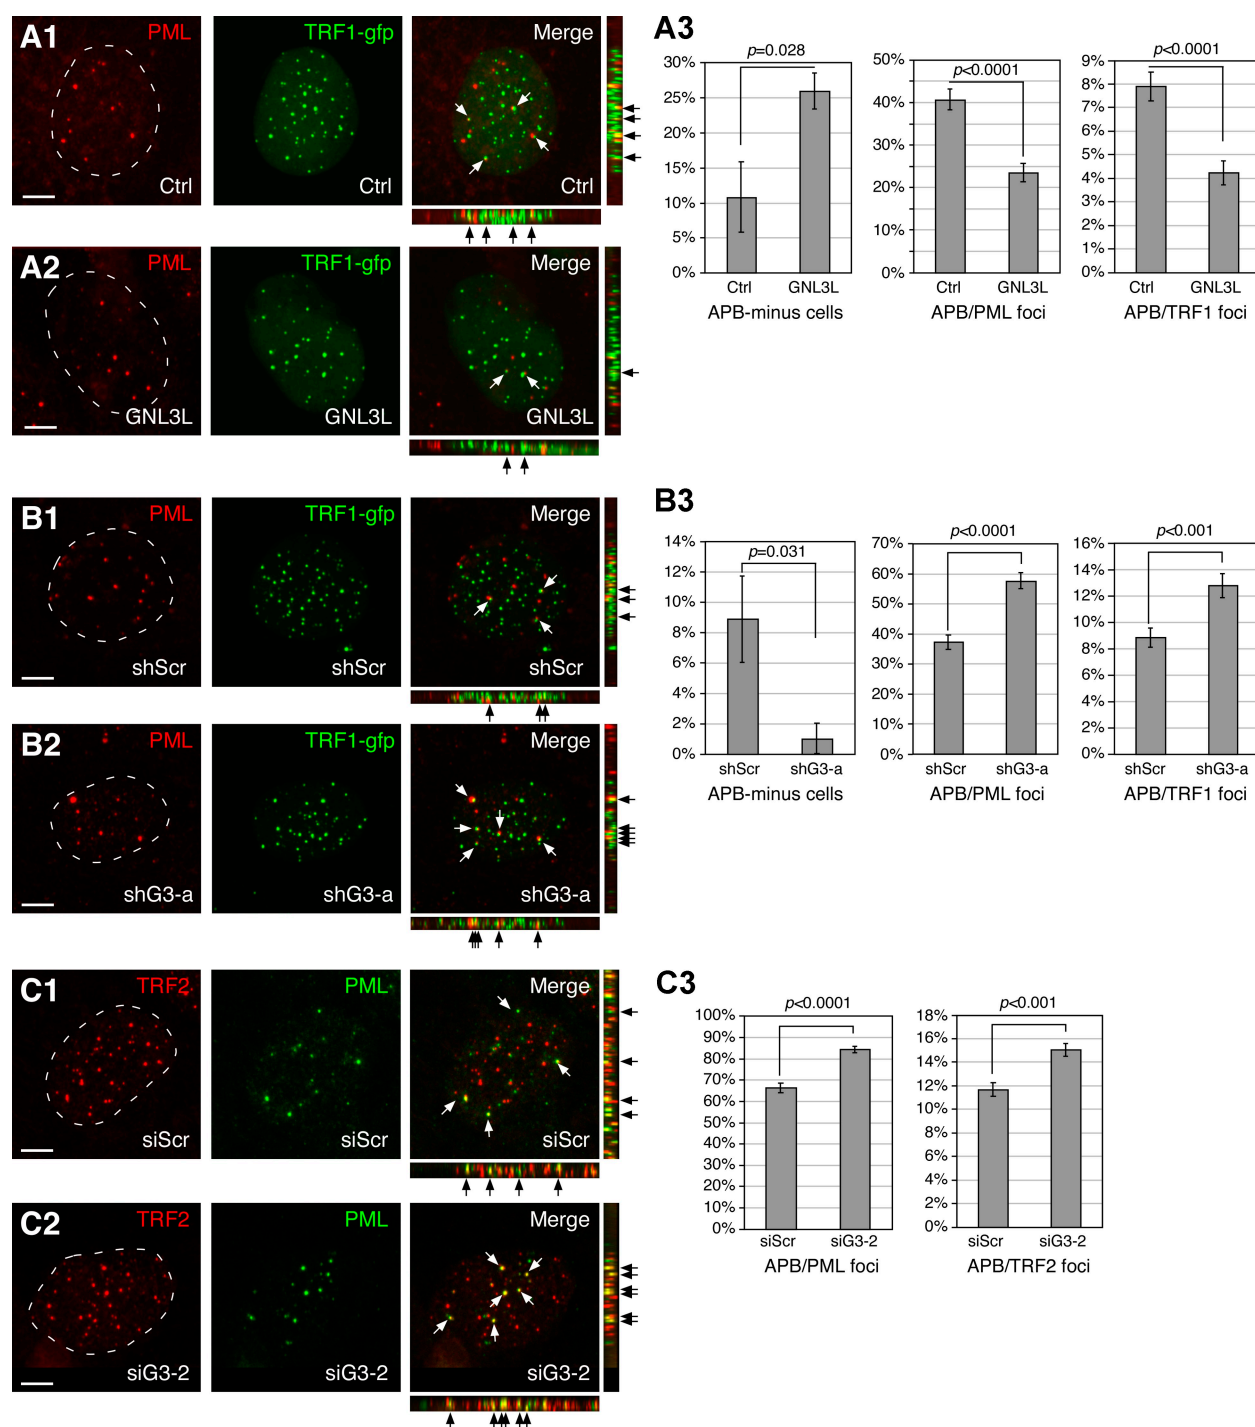 A1 PML TRF1-gfp Merge
Ctrl Ctrl
A2 PML TRF1-gfp Merge
GNL3L GNL3L
A3
p=0.028
30%
25%
20%
15%
10%
5%
0%
Ctrl GNL3L
APB-minus cells
p<0.0001
50%
40%
30%
20%
10%
0%
Ctrl GNL3L
APB/PML foci
p<0.0001
9%
8%
7%
6%
5%
4%
3%
2%
1%
0%
Ctrl GNL3L
APB/TRF1 foci
B1 PML TRF1-gfp Merge
shScr shScr
B2 PML TRF1-gfp Merge
shG3-a shG3-a
B3
p=0.031
14%
12%
10%
8%
6%
4%
2%
0%
shScr shG3-a
APB-minus cells
p<0.0001
70%
60%
50%
40%
30%
20%
10%
0%
shScr shG3-a
APB/PML foci
p<0.001
16%
14%
12%
10%
8%
6%
4%
2%
0%
shScr shG3-a
APB/TRF1 foci
C1 TRF2 PML Merge
siScr siScr siScr
C2 TRF2 PML Merge
siG3-2 siG3-2 siG3-2
C3
p<0.0001
100%
90%
80%
70%
60%
50%
40%
30%
20%
10%
0%
siScr siG3-2
APB/PML foci
p<0.001
18%
16%
14%
12%
10%
8%
6%
4%
2%
0%
siScr siG3-2
APB/TRF2 foci